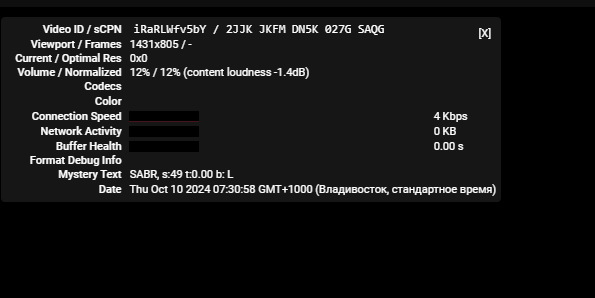 Video ID / sCPN iRaRLWfv5bY / 2JJK JKFM DN5K 027G SAQG [X]
Viewport / Frames 1431x805 / -
Current / Optimal Res 0x0
Volume / Normalized 12% / 12% (content loudness -1.4dB)
Codecs
Color
Connection Speed 4 Kbps
Network Activity 0 KB
Buffer Health 0.00 s
Format Debug Info
Mystery Text SABR, s:49 t:0.00 b: L
Date Thu Oct 10 2024 07:30:58 GMT+1000 (Владивосток, стандартное время)